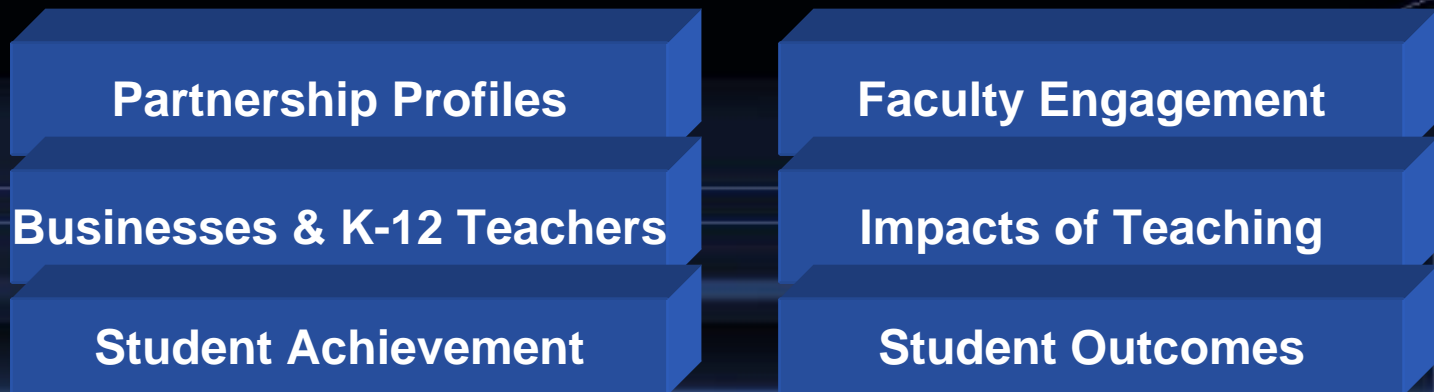 Partnership Profiles
Faculty Engagement
Businesses & K-12 Teachers
Impacts of Teaching
Student Achievement
Student Outcomes